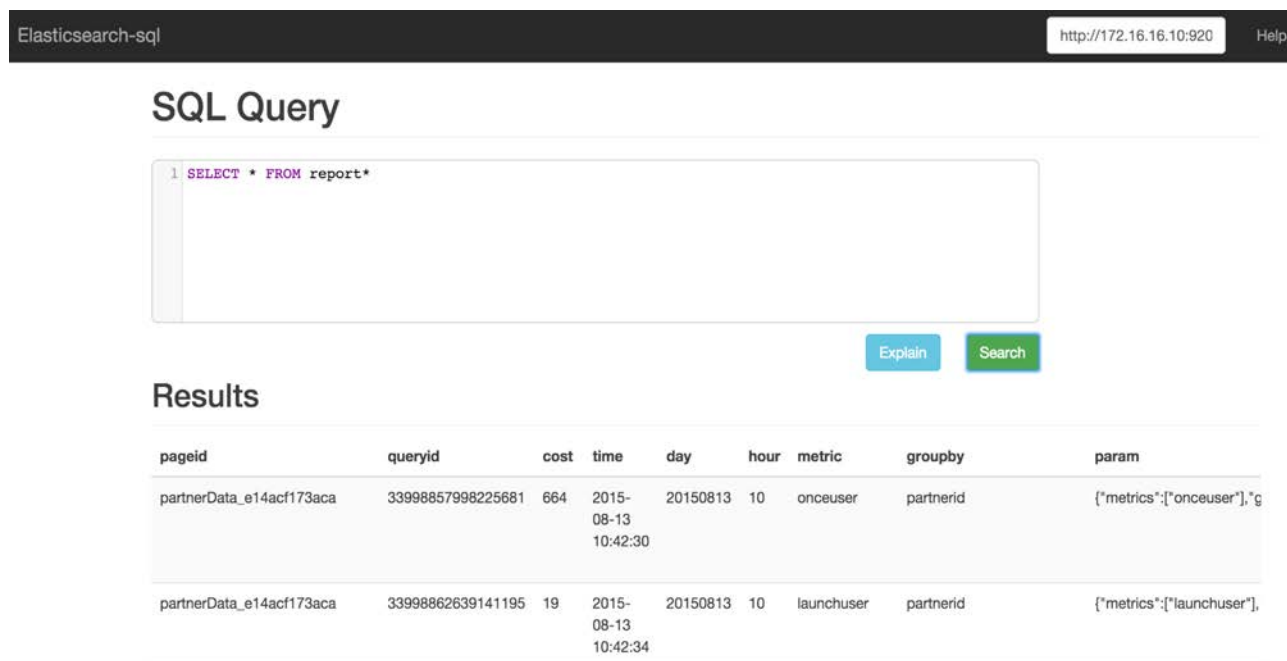 Elasticsearch-sql
http://172.16.16.10:920
Help
SQL Query
1 SELECT * FROM report*
Explain
Search
Results
pageid queryid cost time day hour metric groupby param
partnerData_e14acf173aca 33998857998225681 664 2015- 20150813 10 onceuser partnerid {"metrics":["onceuser"],"g
08-13
10:42:30
partnerData_e14acf173aca 33998862639141195 19 2015- 20150813 10 launchuser partnerid {"metrics":["launchuser"],
08-13
10:42:34